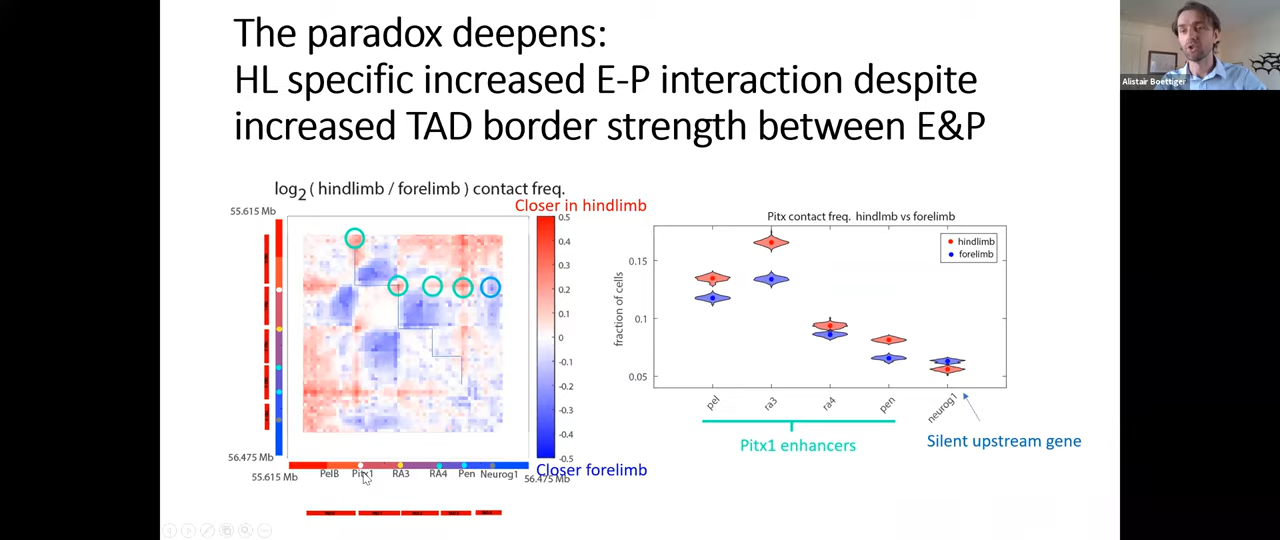 The paradox deepens:
HL specific increased E-P interaction despite
increased TAD border strength between E&P
log2 ( hindlimb / forelimb ) contact freq.
Closer in hindlimb
55.615 Mb
0.5
0.4
0.3
0.2
0.1
0
-0.1
-0.2
-0.3
-0.4
-0.5
56.475 Mb
Closer forelimb
PelB Pitx1 RA3 RA4 Pen Neurog1
55.615 Mb
56.475 Mb
Pitx contact freq. hindlmb vs forelimb
hindlimb
forelimb
fraction of cells
0.15
0.1
0.05
pel
ra3
ra4
pen
neurog1
Pitx1 enhancers
Silent upstream gene
Alistair Boettiger